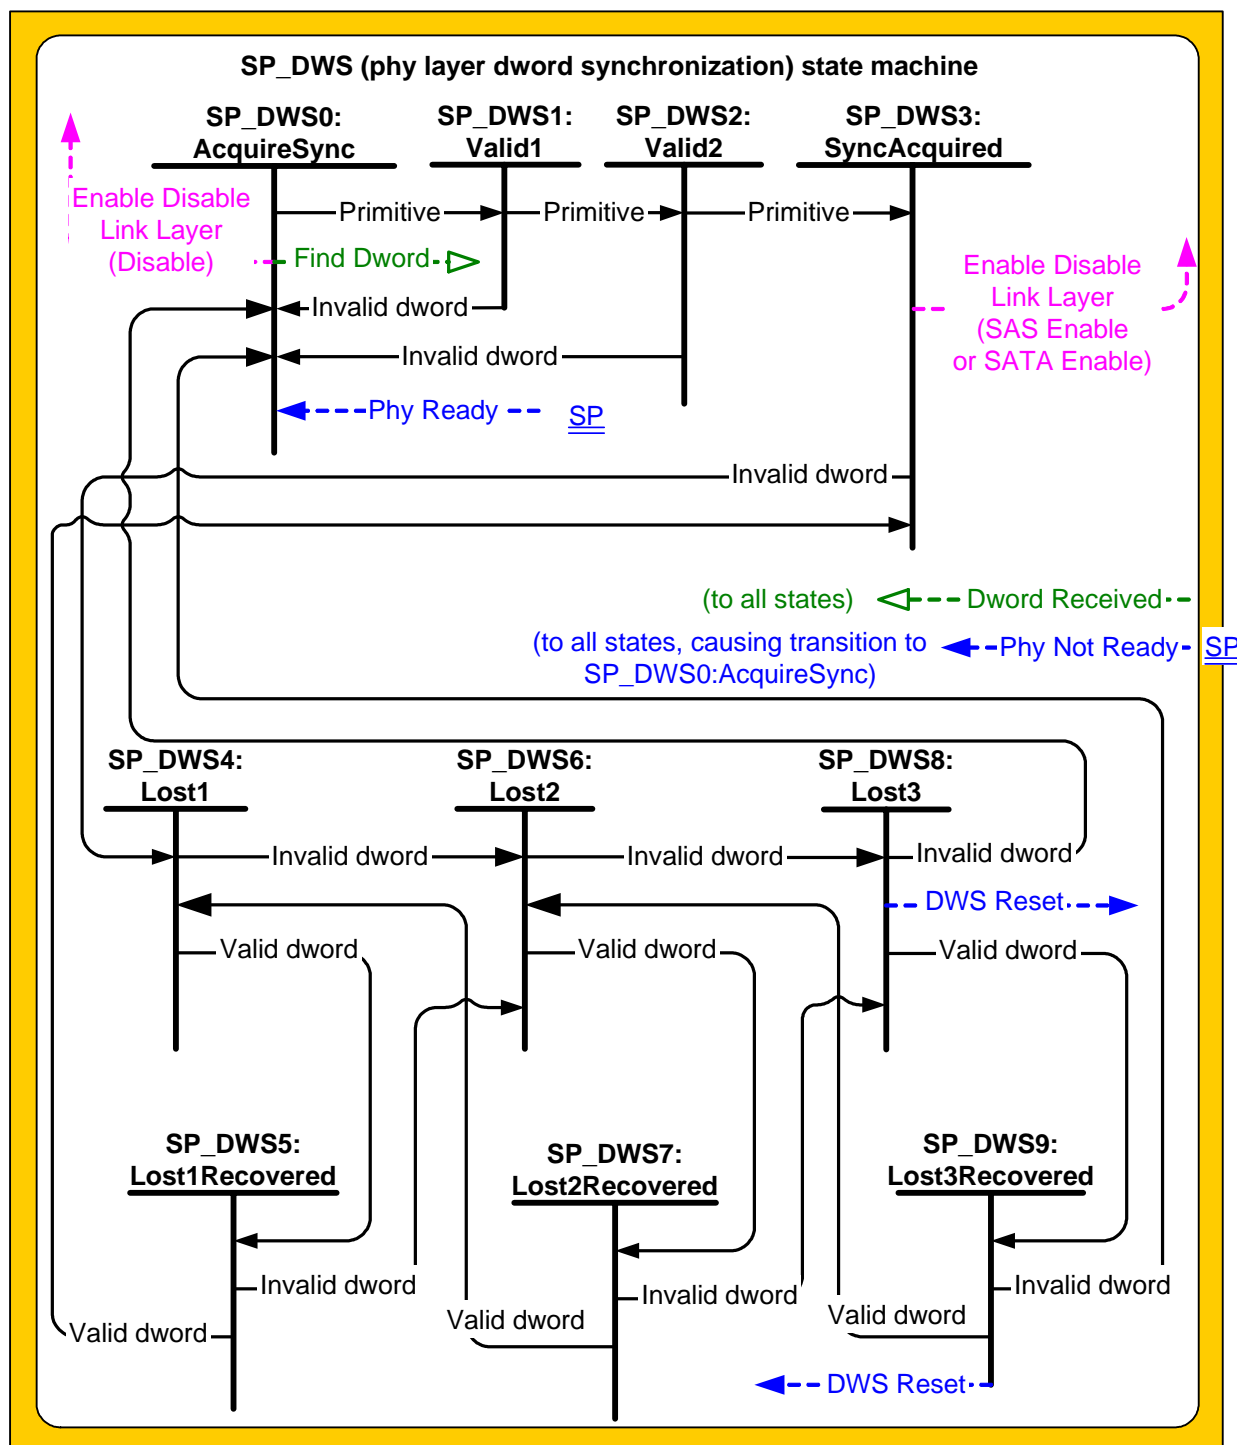 SP_DWS (phy layer dword synchronization) state machine
SP_DWS0:
AcquireSync
SP_DWS1:
Valid1
SP_DWS2:
Valid2
SP_DWS3:
SyncAcquired
Enable Disable
Link Layer
(Disable)
Primitive
Primitive
Primitive
Find Dword
Invalid dword
Invalid dword
Phy Ready
SP
Enable Disable
Link Layer
(SAS Enable
or SATA Enable)
Invalid dword
(to all states)
Dword Received
(to all states, causing transition to
SP_DWS0:AcquireSync)
Phy Not Ready
SP
SP_DWS4:
Lost1
SP_DWS6:
Lost2
SP_DWS8:
Lost3
Invalid dword
Invalid dword
Invalid dword
DWS Reset
Valid dword
Valid dword
Valid dword
SP_DWS5:
Lost1Recovered
SP_DWS7:
Lost2Recovered
SP_DWS9:
Lost3Recovered
Invalid dword
Invalid dword
Invalid dword
Valid dword
Valid dword
Valid dword
DWS Reset